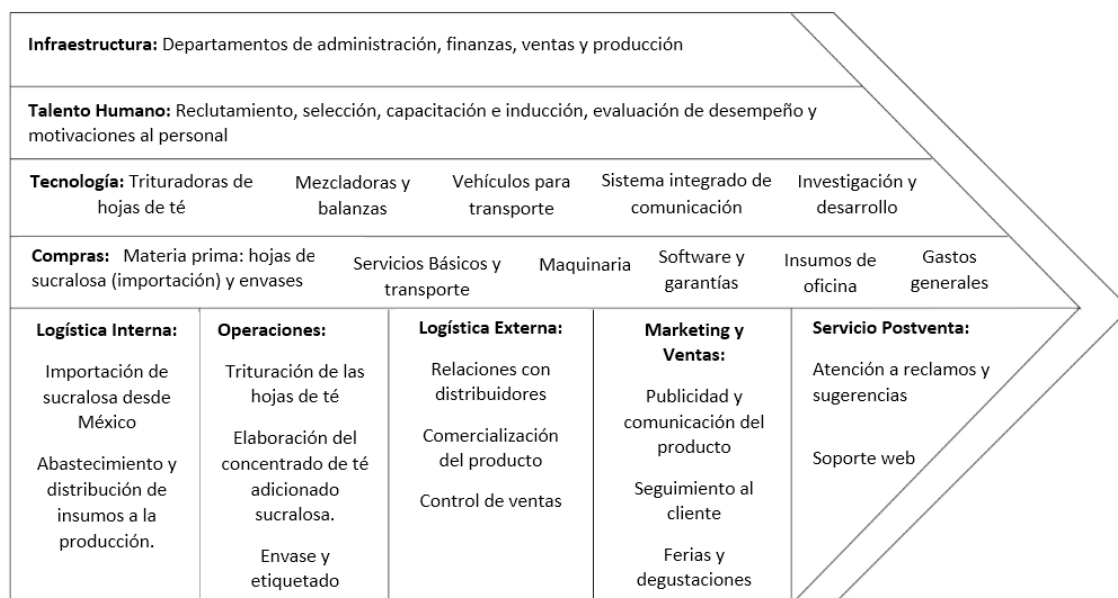 Infraestructura: Departamentos de administración, finanzas, ventas y producción
Talento Humano: Reclutamiento, selección, capacitación e inducción, evaluación de desempeño y
motivaciones al personal
Tecnología: Trituradoras de
hojas de té
Mezcladoras y
balanzas
Vehículos para
transporte
Sistema integrado de
comunicación
Investigación y
desarrollo
Compras: Materia prima: hojas de
sucralosa (importación) y envases
Servicios Básicos y
transporte
Maquinaria
Software y
garantías
Insumos de
oficina
Gastos
generales
Logística Interna:
Importación de
sucralosa desde
México
Abastecimiento y
distribución de
insumos a la
producción.
Operaciones:
Trituración de las
hojas de té
Elaboración del
concentrado de té
adicionado
sucralosa.
Envase y
etiquetado
Logística Externa:
Relaciones con
distribuidores
Comercialización
del producto
Control de ventas
Marketing y
Ventas:
Publicidad y
comunicación del
producto
Seguimiento al
cliente
Ferias y
degustaciones
Servicio Postventa:
Atención a reclamos y
sugerencias
Soporte web